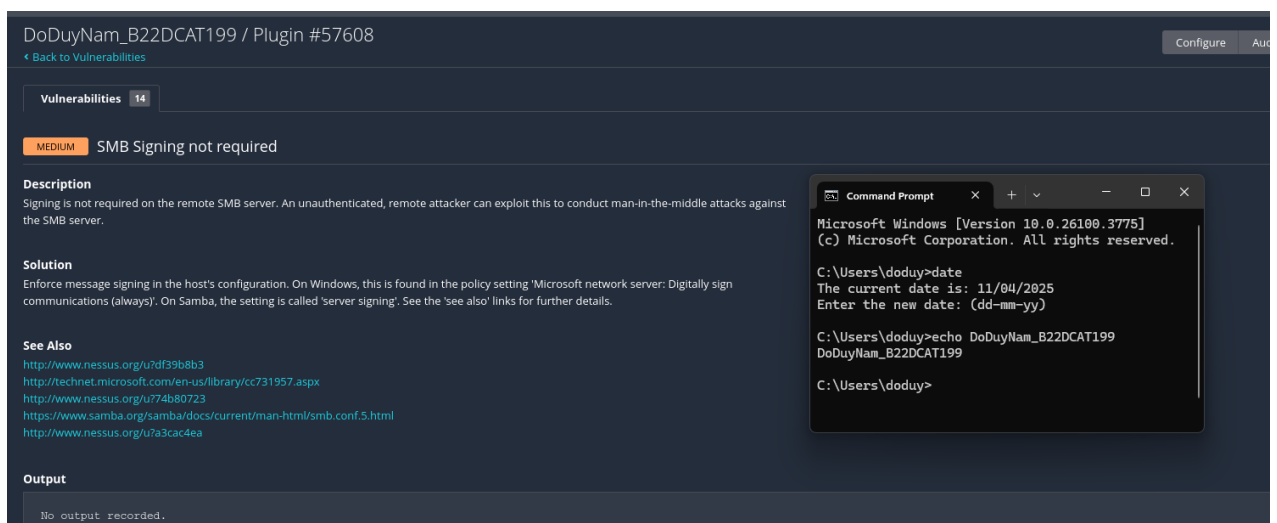 DoDuyNam_B22DCAT199 / Plugin #57608
Back to Vulnerabilities
Configure
Vulnerabilities 14
MEDIUM SMB Signing not required
Description
Signing is not required on the remote SMB server. An unauthenticated, remote attacker can exploit this to conduct man-in-the-middle attacks against
the SMB server.
Solution
Enforce message signing in the host's configuration. On Windows, this is found in the policy setting 'Microsoft network server: Digitally sign
communications (always)'. On Samba, the setting is called 'server signing'. See the 'see also' links for further details.
See Also
http://www.nessus.org/u?df39b8b3
http://technet.microsoft.com/en-us/library/cc731957.aspx
http://www.nessus.org/u?74b80723
https://www.samba.org/samba/docs/current/man-html/smb.conf.5.html
http://www.nessus.org/u?a3cac4ea
Output
No output recorded.
Command Prompt
Microsoft Windows [Version 10.0.26100.3775]
(c) Microsoft Corporation. All rights reserved.
C:\Users\doduy>date
The current date is: 11/04/2025
Enter the new date: (dd-mm-yy)
C:\Users\doduy>echo DoDuyNam_B22DCAT199
DoDuyNam_B22DCAT199
C:\Users\doduy>